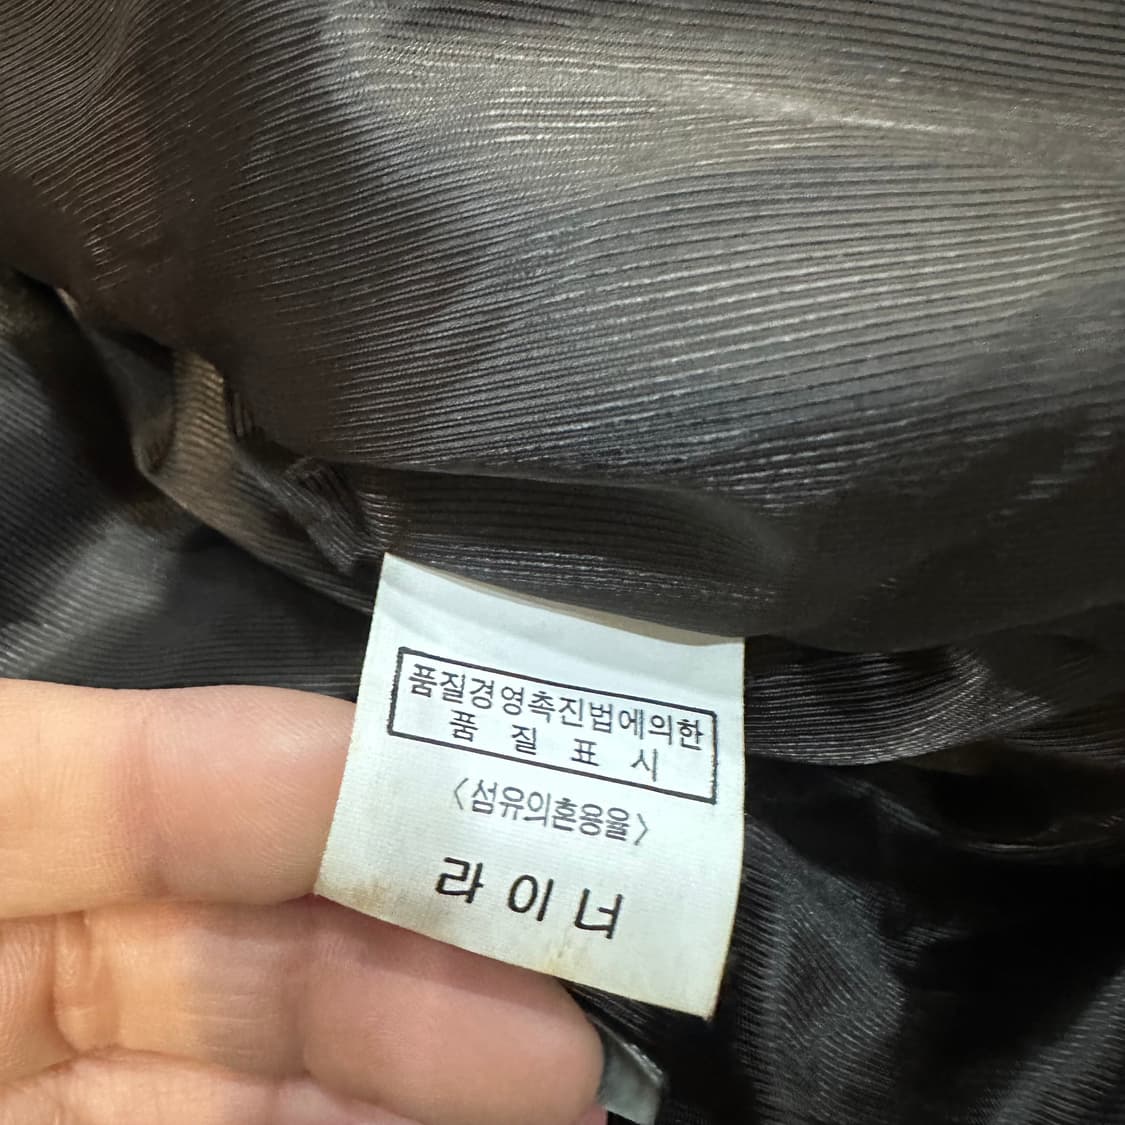 품질경영촉진법에의한
품 질 표 시
<섬유의혼용율>
라 이 너